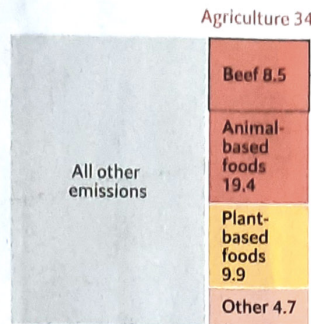 Agriculture 34
Beef 8.5
Animal-
based
foods
19.4
All other
emissions
Plant-
based
foods
9.9
Other 4.7